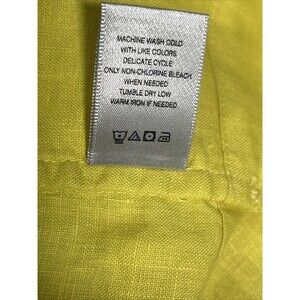 MACHINE WASH COLD
WITH LIKE COLORS
DELICATE CYCLE
ONLY NON-CHLORINE BLEACH
WHEN NEEDED
TUMBLE DRY LOW
WARM IRON IF NEEDED